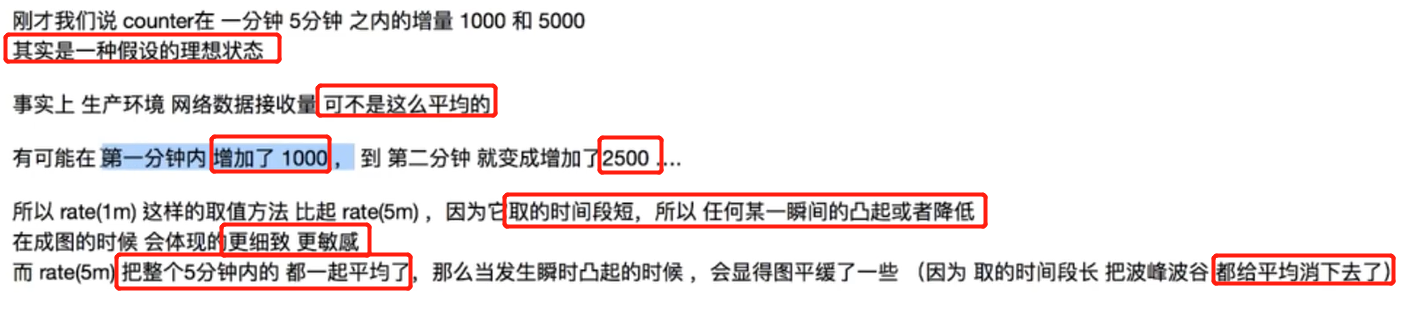 刚才我们说 counter在 一分钟 5分钟 之内的增量 1000 和 5000
其实是一种假设的理想状态
事实上 生产环境 网络数据接收量 可不是这么平均的
有可能在 第一分钟内 增加了 1000 , 到 第二分钟 就变成增加了2500 ....
所以 rate(1m) 这样的取值方法 比起 rate(5m) ，因为它取的时间段短，所以 任何某一瞬间的凸起或者降低
在成图的时候 会体现的更细致 更敏感
而 rate(5m) 把整个5分钟内的 都一起平均了，那么当发生瞬时凸起的时候 ，会显得图平缓了一些 （因为 取的时间段长 把波峰波谷 都给平均消下去了）